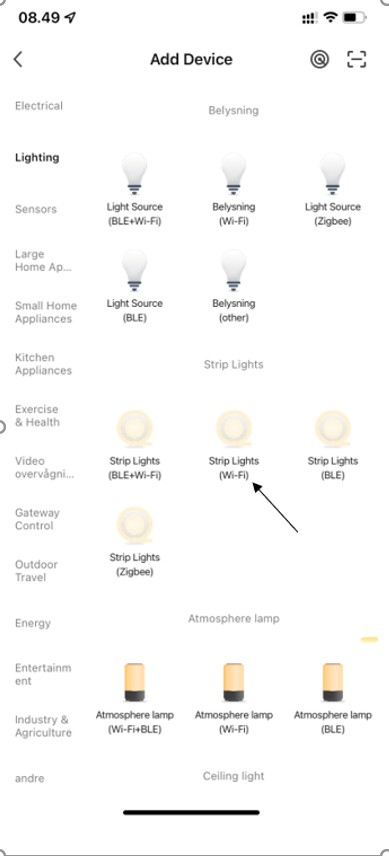 08.49
Add Device
Electrical
Lighting
Sensors
Large
Home Ap...
Small Home
Appliances
Kitchen
Appliances
Exercise
& Health
Video
overvågni...
Gateway
Control
Outdoor
Travel
Energy
Entertainm
ent
Industry &
Agriculture
andre
Belysning
Light Source
(BLE+Wi-Fi)
Belysning
(Wi-Fi)
Light Source
(Zigbee)
Light Source
(BLE)
Belysning
(other)
Strip Lights
Strip Lights
(BLE+Wi-Fi)
Strip Lights
(Wi-Fi)
Strip Lights
(BLE)
Strip Lights
(Zigbee)
Atmosphere lamp
Atmosphere lamp
(Wi-Fi+BLE)
Atmosphere lamp
(Wi-Fi)
Atmosphere lamp
(BLE)
Ceiling light